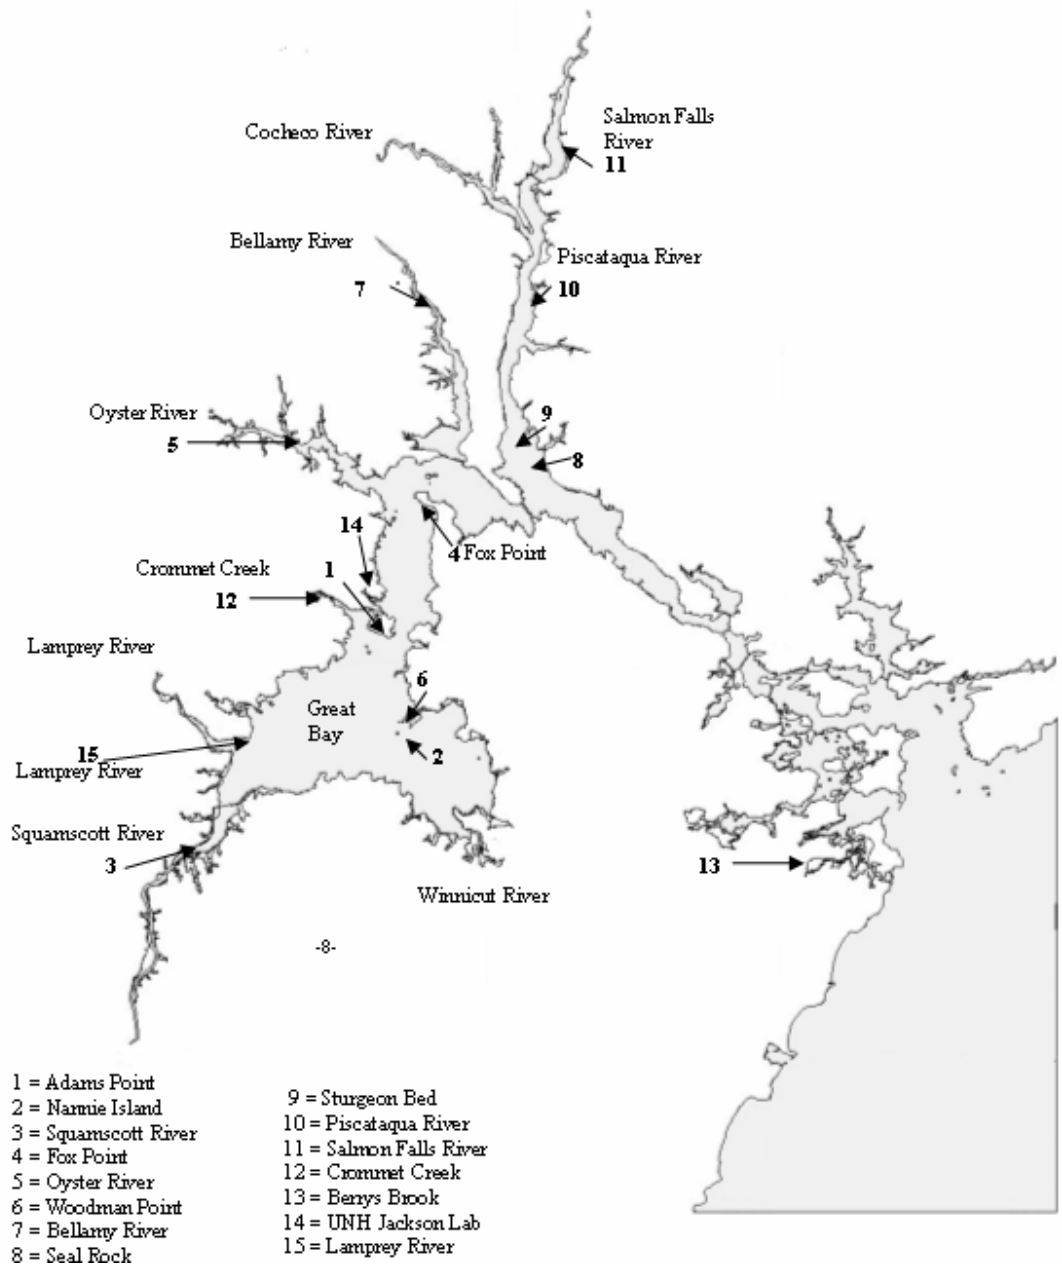 Salmon Falls
River
11
Cocheco River
Bellamy River
7
Piscataqua River
10
Oyster River
5
9
8
14
4 Fox Point
1
Crommet Creek
12
Lamprey River
6
Great
Bay
2
15
Lamprey River
Squamscott River
3
13
Winnicut River
-8-
1 = Adams Point
2 = Nannie Island
3 = Squamscott River
4 = Fox Point
5 = Oyster River
6 = Woodman Point
7 = Bellamy River
8 = Seal Rock
9 = Sturgeon Bed
10 = Piscataqua River
11 = Salmon Falls River
12 = Crommet Creek
13 = Berrys Brook
14 = UNH Jackson Lab
15 = Lamprey River